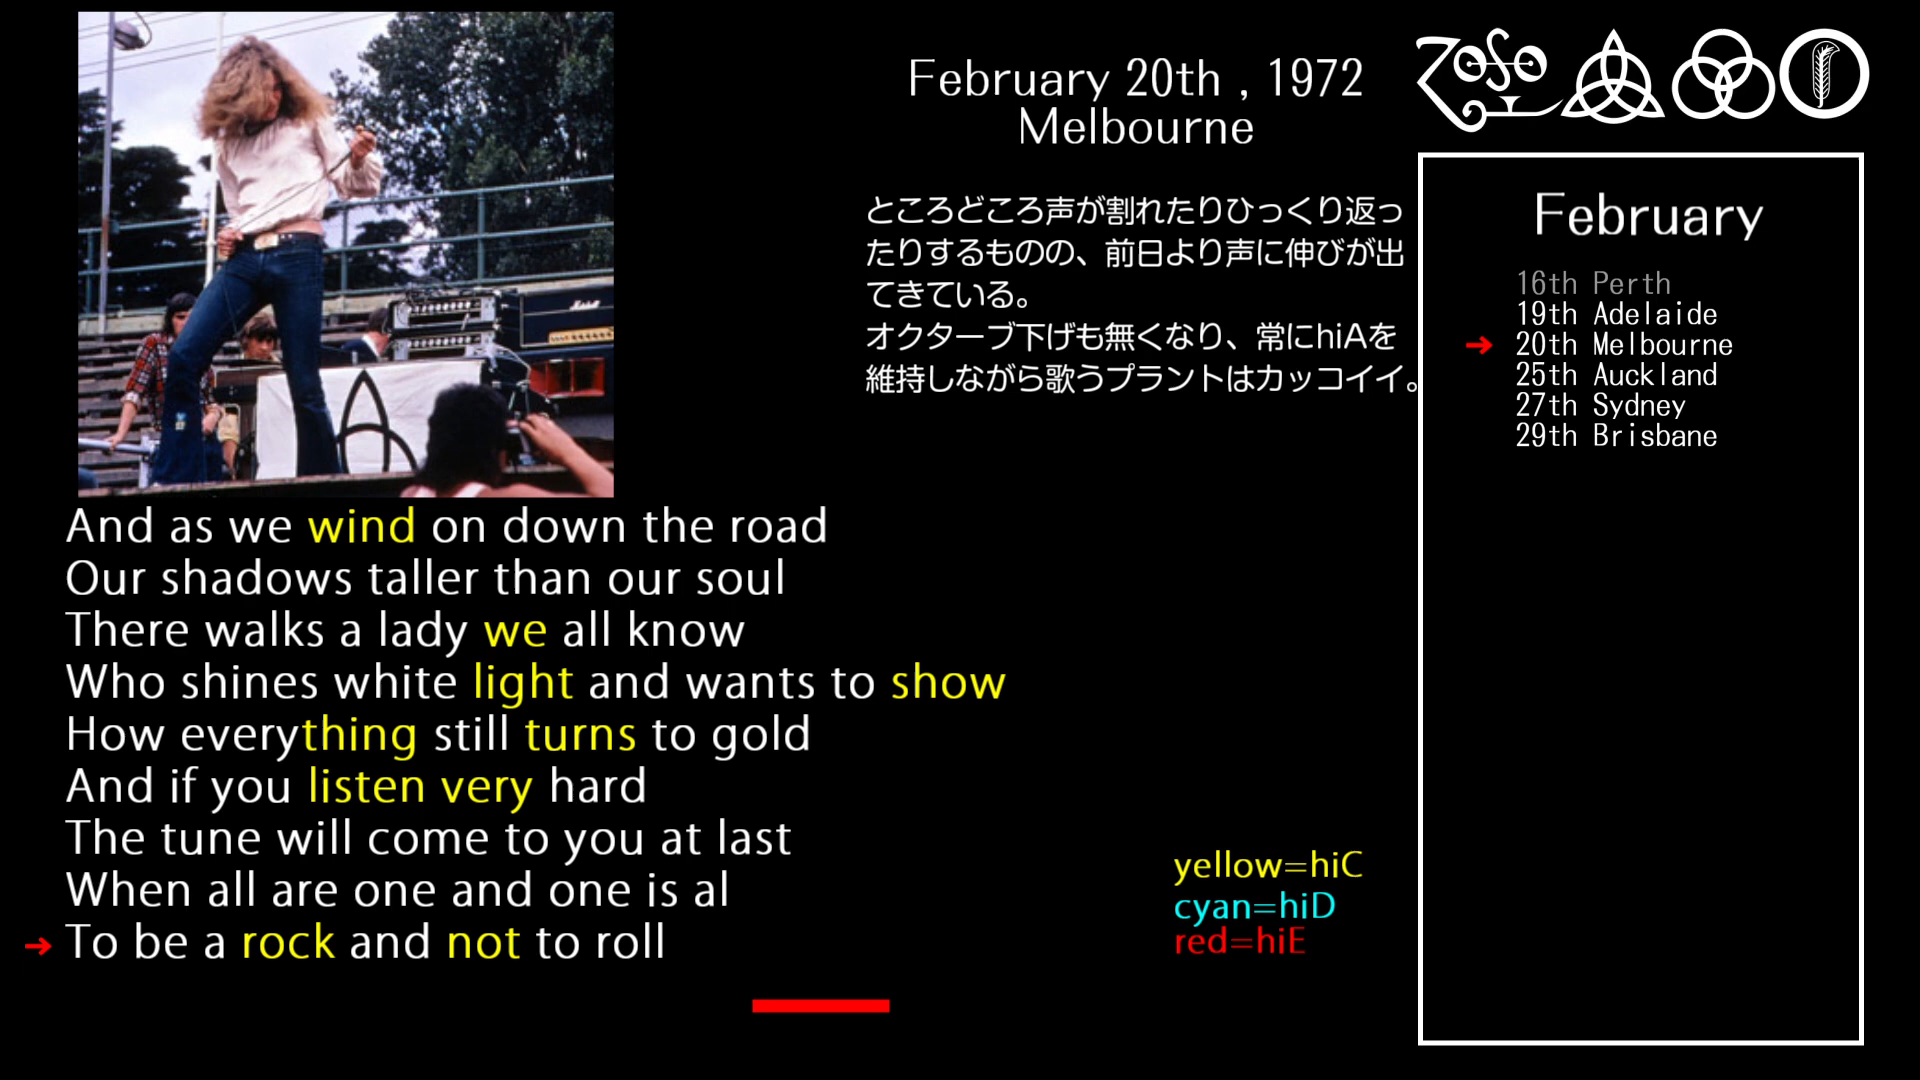 February 20th , 1972
Melbourne
ところどころ声が割れたりひっくり返っ
たりするものの、前日より声に伸びが出
てきている。
オクターブ下げも無くなり、常にhiAを
維持しながら歌うプラントはカッコイイ。
And as we wind on down the road
Our shadows taller than our soul
There walks a lady we all know
Who shines white light and wants to show
How everything still turns to gold
And if you listen very hard
The tune will come to you at last
When all are one and one is al
→ To be a rock and not to roll
yellow=hiC
cyan=hiD
red=hiE
ZoSo
February
16th Perth
19th Adelaide
→ 20th Melbourne
25th Auckland
27th Sydney
29th Brisbane
Marshall